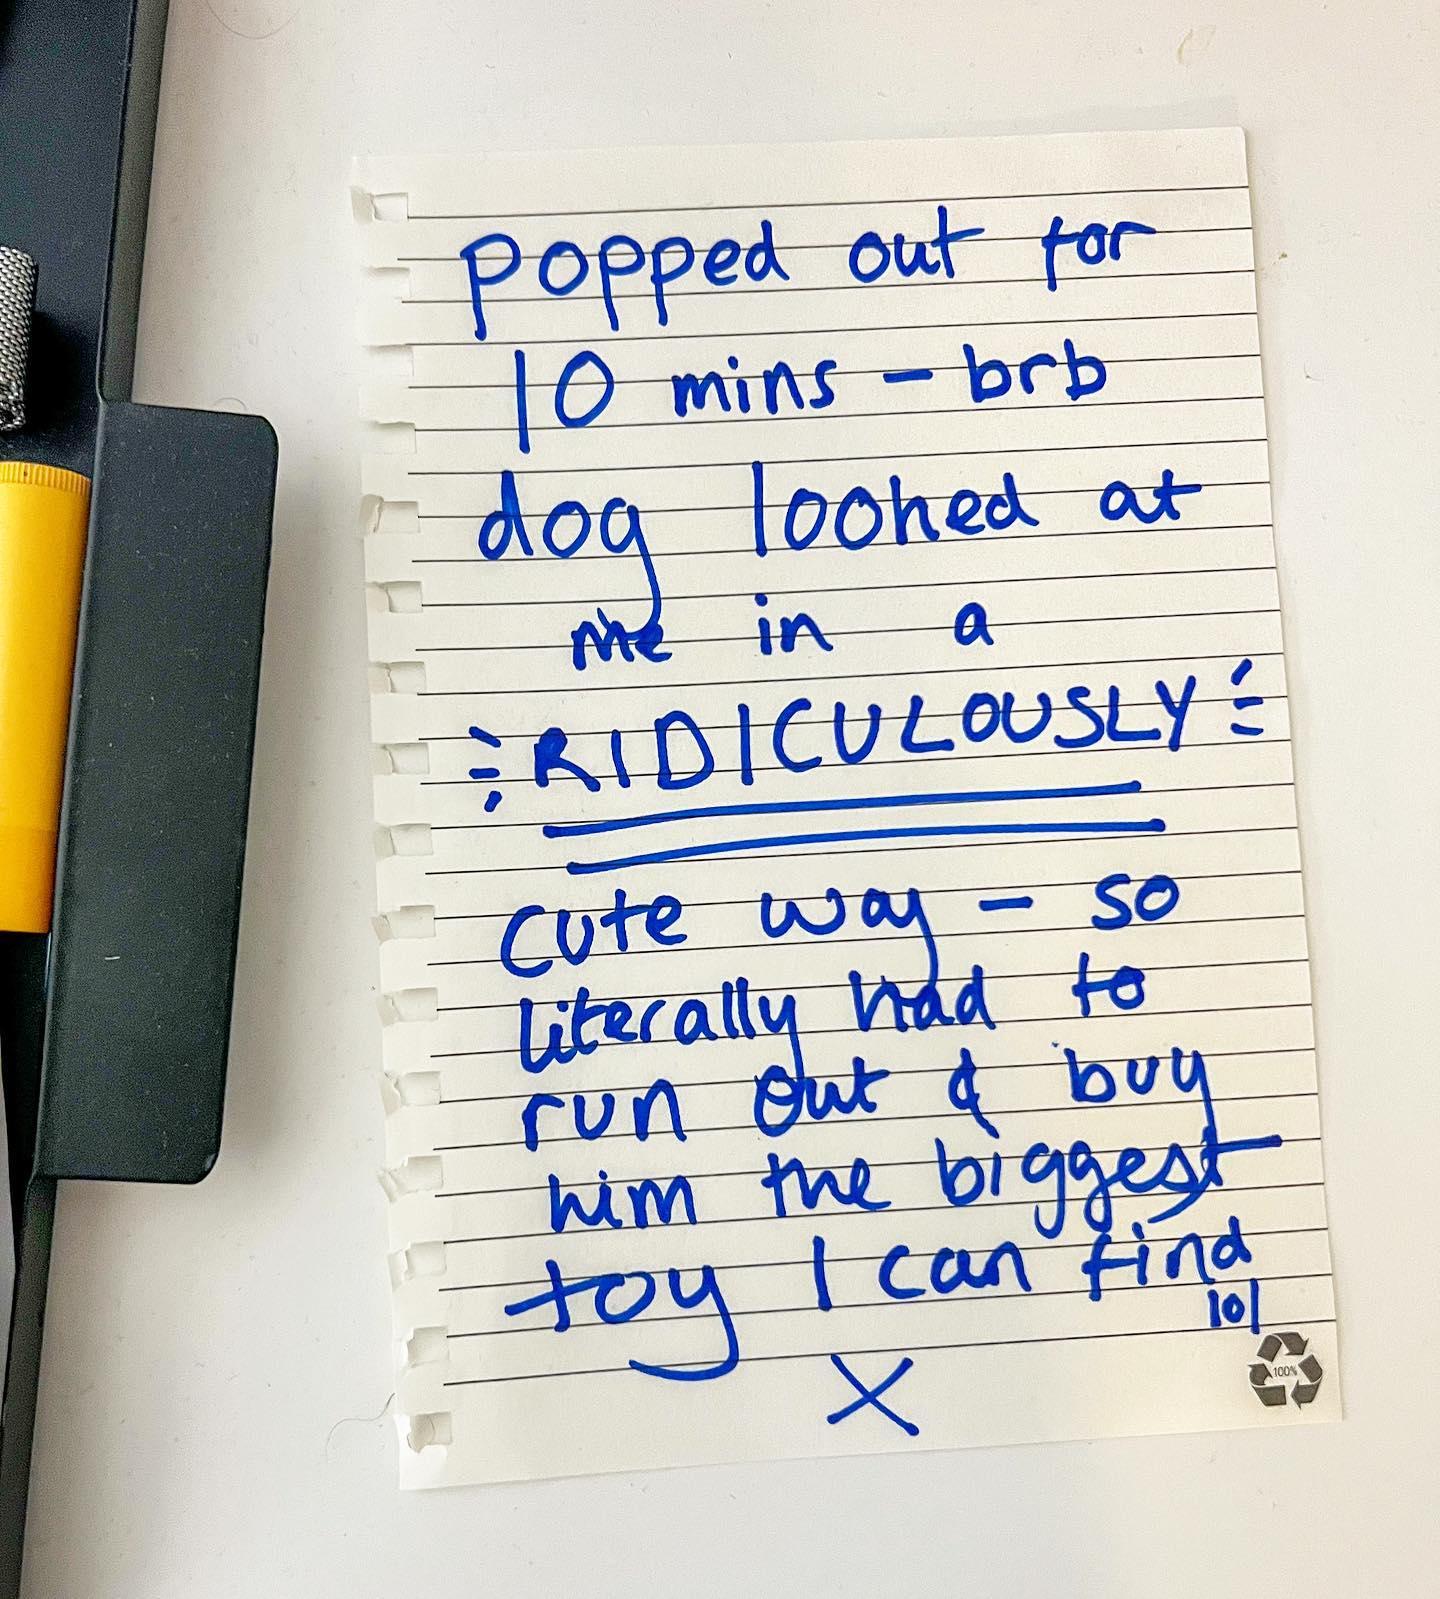 popped out for
10 mins - brb
dog looked at
me in a
RIDICULOUSLY
cute way - so
literally had to
run out & buy
him the biggest
toy I can find
lol
X
100%